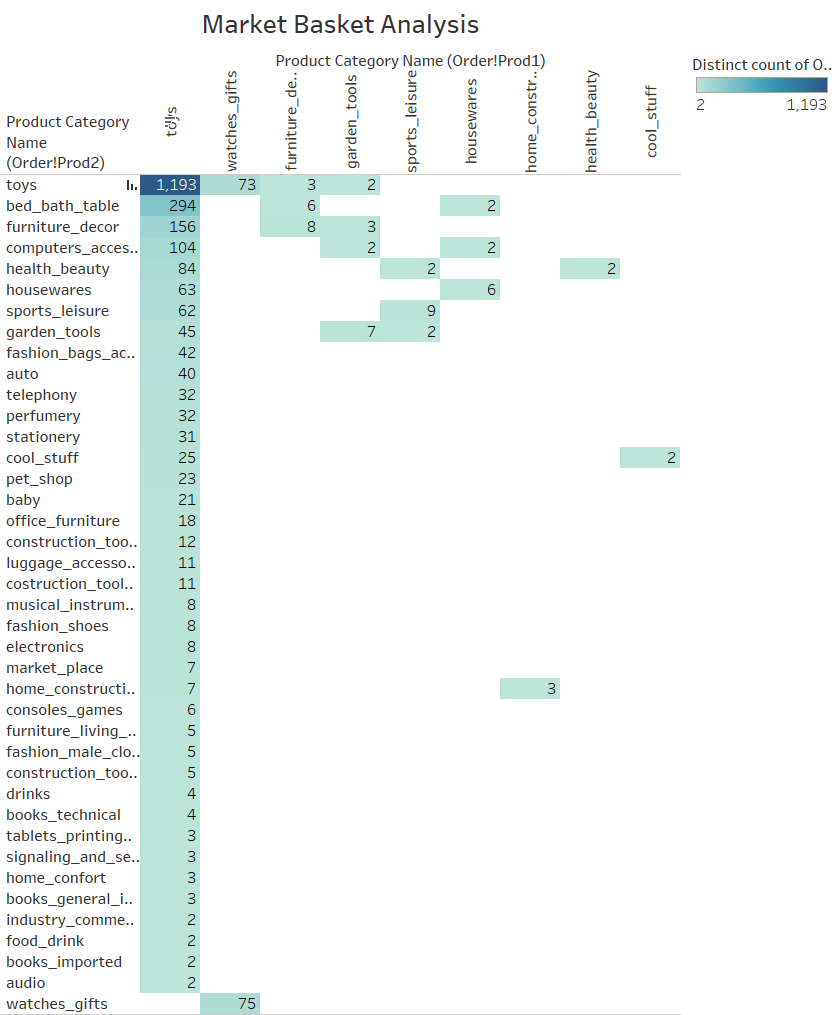 Market Basket Analysis
Product Category Name (Order!Prod1)
Distinct count of O..
2 1,193
Product Category
Name
(Order!Prod2)
toys watches_gifts furniture_de.. garden_tools sports_leisure housewares home_constr.. health_beauty cool_stuff
toys 1,193 73 3 2
bed_bath_table 294 6 2
furniture_decor 156 8 3
computers_acces.. 104 2 2
health_beauty 84 2 2
housewares 63 6
sports_leisure 62 9
garden_tools 45 7 2
fashion_bags_ac.. 42
auto 40
telephony 32
perfumery 32
stationery 31
cool_stuff 25 2
pet_shop 23
baby 21
office_furniture 18
construction_too.. 12
luggage_accesso.. 11
costruction_tool.. 11
musical_instrum.. 8
fashion_shoes 8
electronics 8
market_place 7
home_constructi.. 7 3
consoles_games 6
furniture_living_.. 5
fashion_male_clo.. 5
construction_too.. 5
drinks 4
books_technical 4
tablets_printing.. 3
signaling_and_se.. 3
home_confort 3
books_general_i.. 3
industry_comme.. 2
food_drink 2
books_imported 2
audio 2
watches_gifts 75